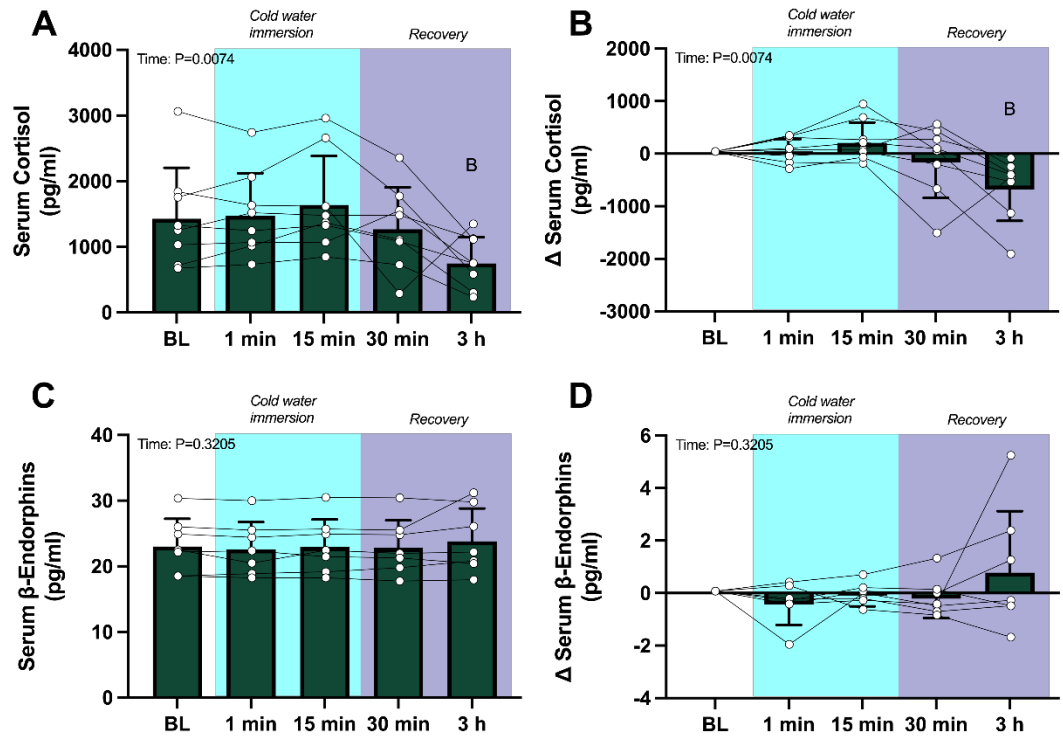 A
Cold water
immersion
Recovery
Time: P=0.0074
Serum Cortisol
(pg/ml)
4000
3000
2000
1000
0
B
BL
1 min
15 min
30 min
3 h
B
Cold water
immersion
Recovery
Time: P=0.0074
Δ Serum Cortisol
(pg/ml)
2000
1000
0
-1000
-2000
-3000
B
BL
1 min
15 min
30 min
3 h
C
Cold water
immersion
Recovery
Time: P=0.3205
Serum β-Endorphins
(pg/ml)
40
30
20
10
0
BL
1 min
15 min
30 min
3 h
D
Cold water
immersion
Recovery
Time: P=0.3205
Δ Serum β-Endorphins
(pg/ml)
6
4
2
0
-2
-4
BL
1 min
15 min
30 min
3 h